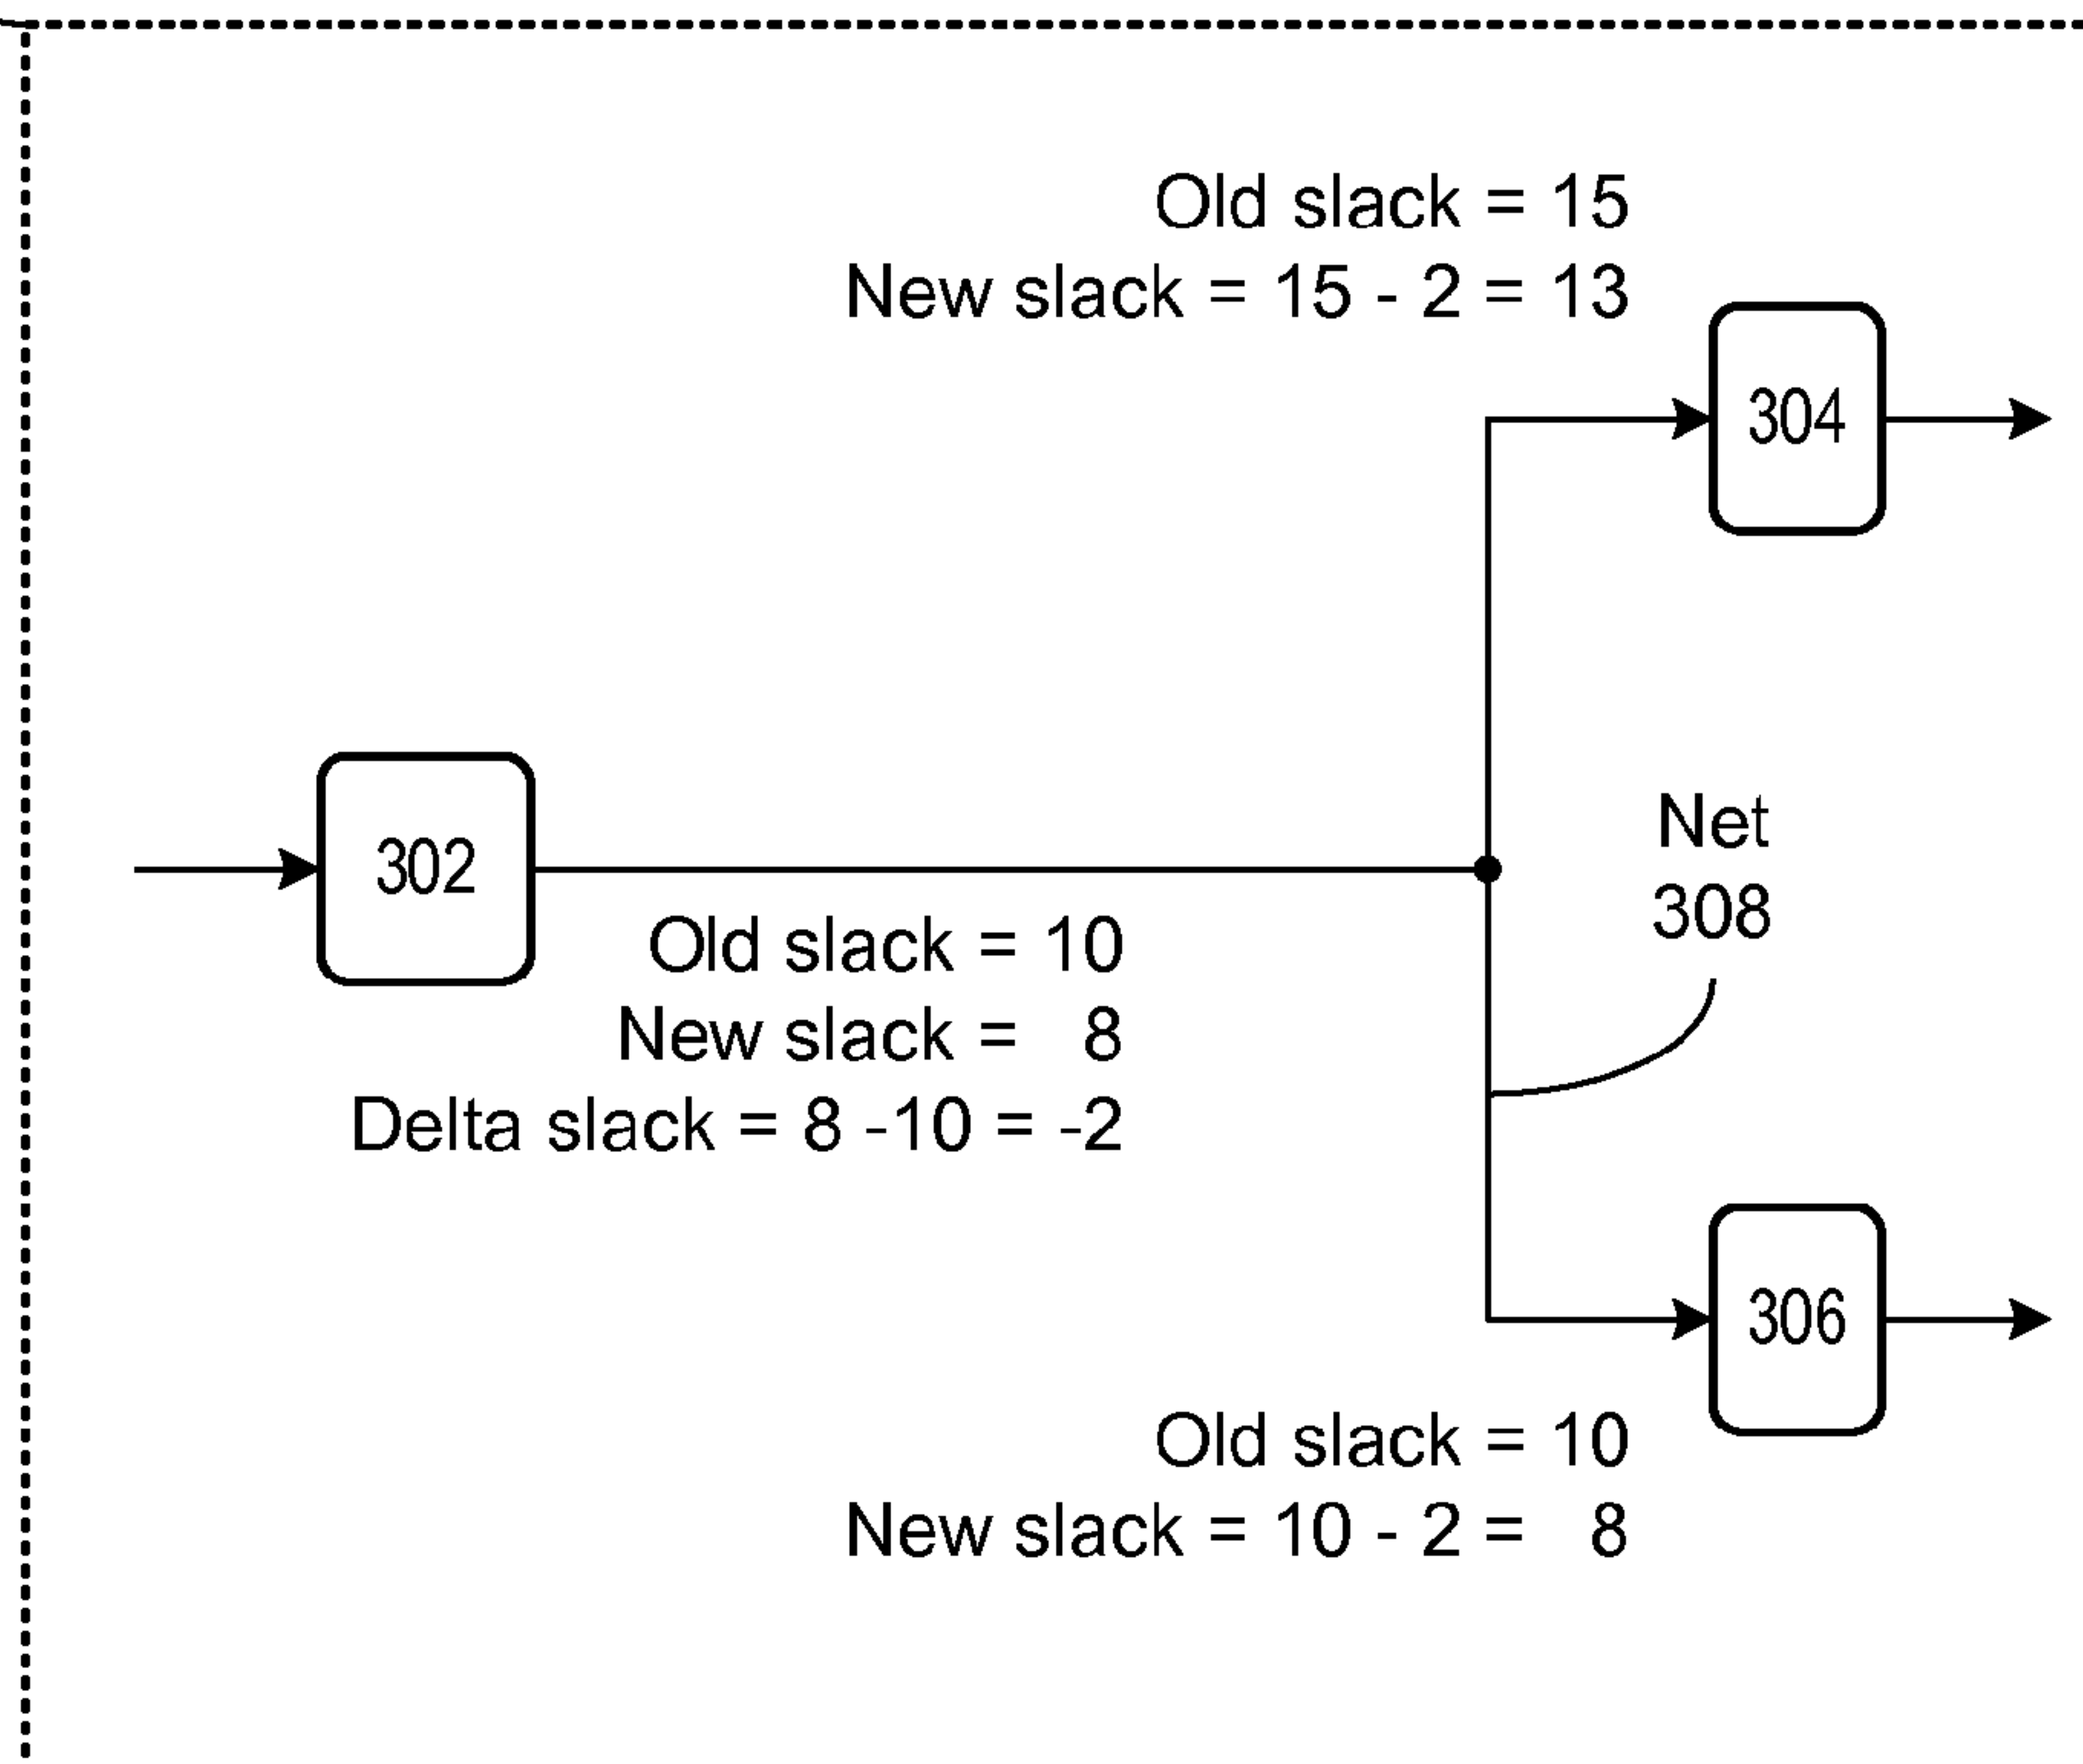 Old slack = 15
New slack = 15 - 2 = 13
304
Net
308
302
Old slack = 10
New slack = 8
Delta slack = 8 -10 = -2
306
Old slack = 10
New slack = 10 - 2 = 8